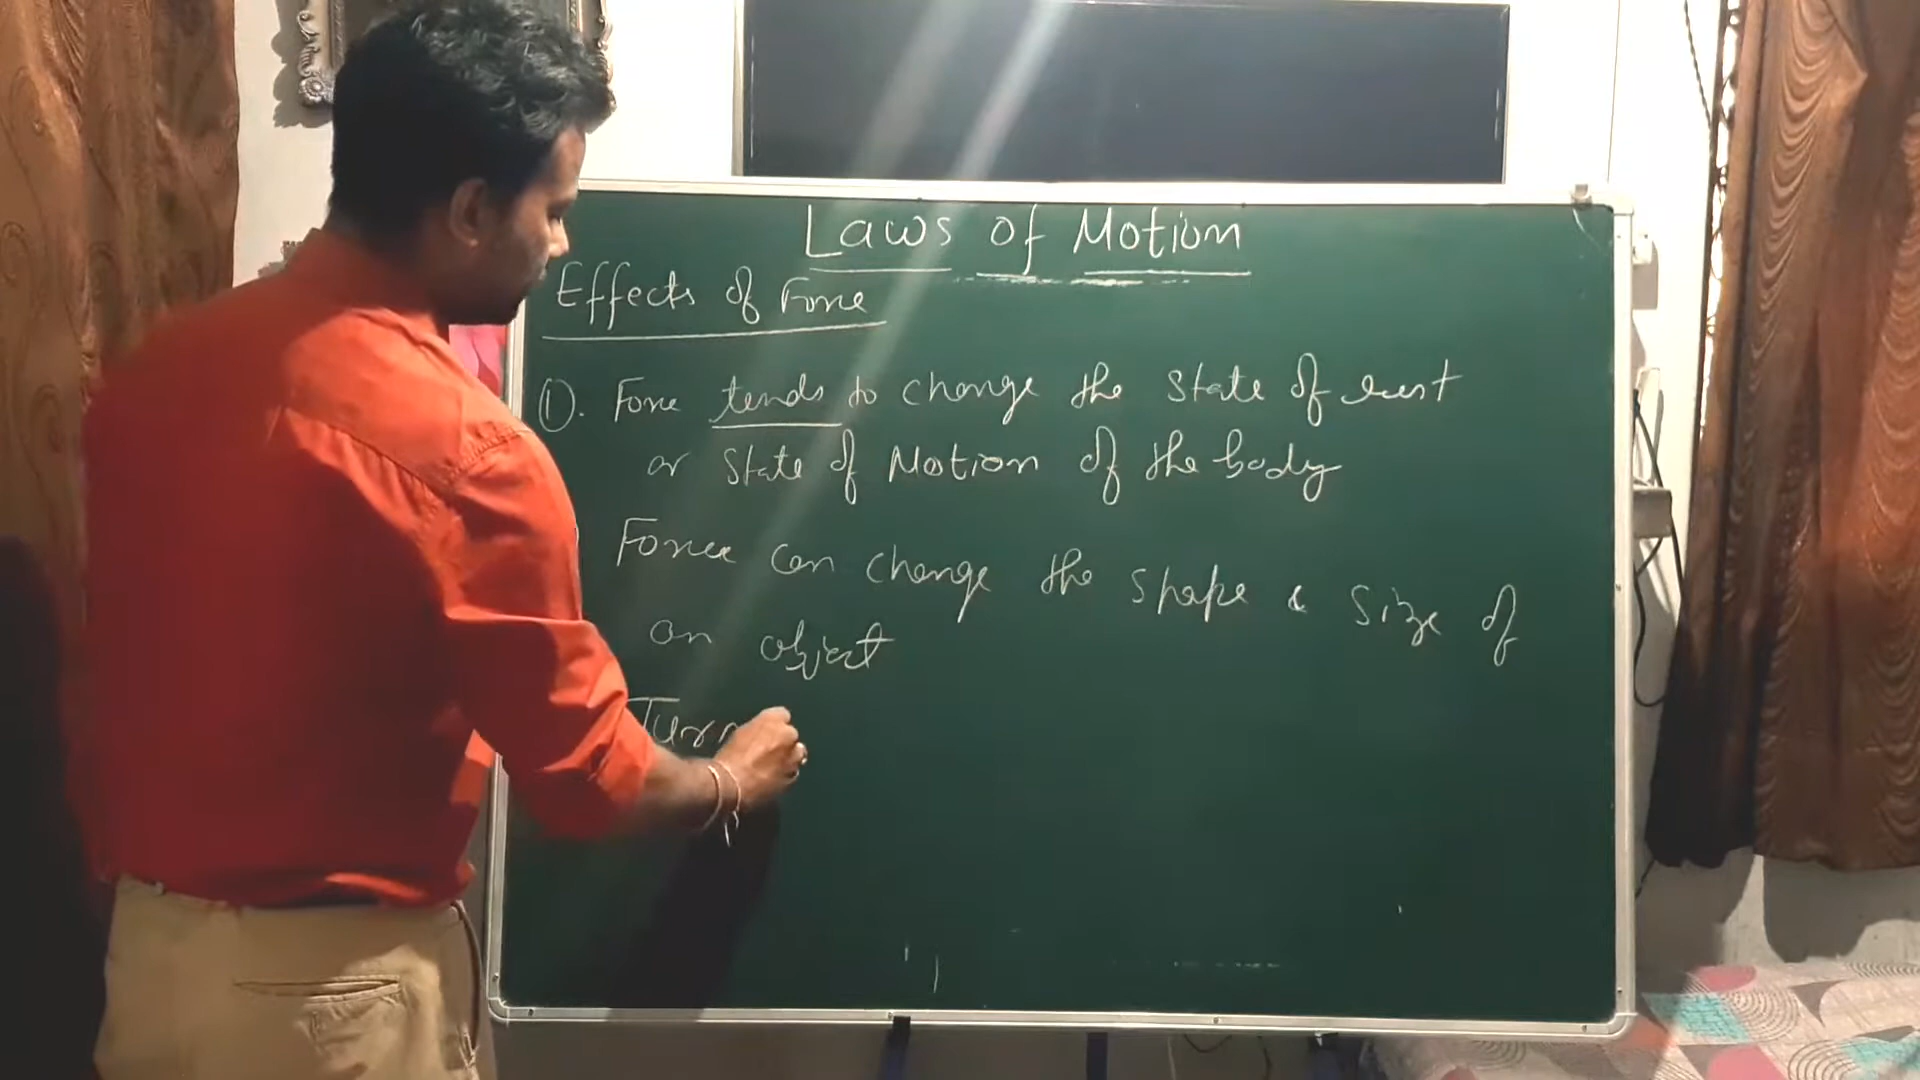 Laws of Motion
Effects of Force
①. Force tends to change the state of rest
or state of Motion of the body
Force can change the shape & size of
an object
Turn